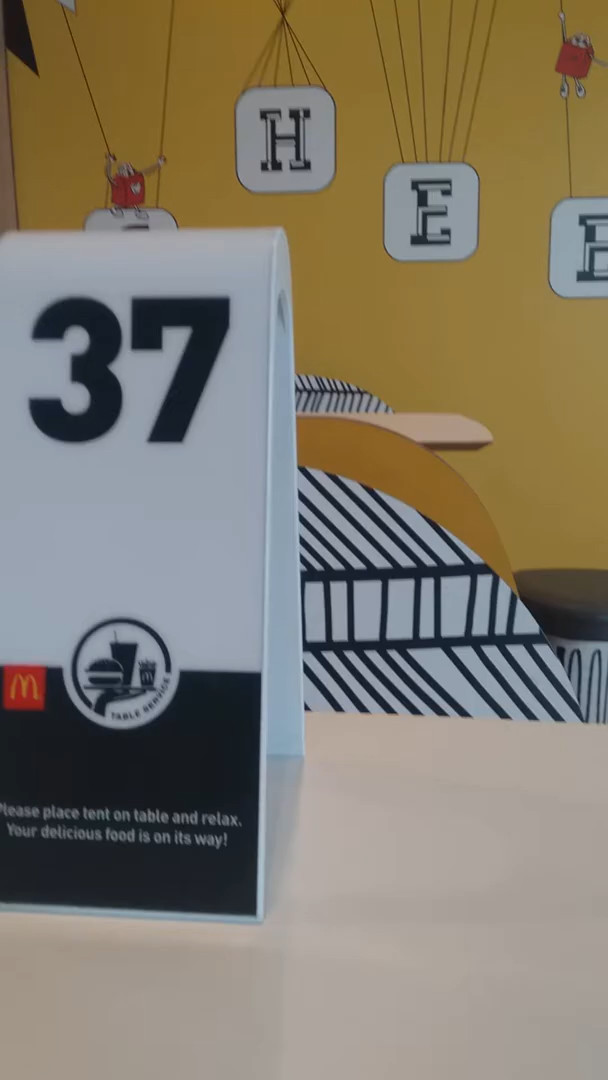 H
E
E
37
TABLE SERVICE
Please place tent on table and relax.
Your delicious food is on its way!